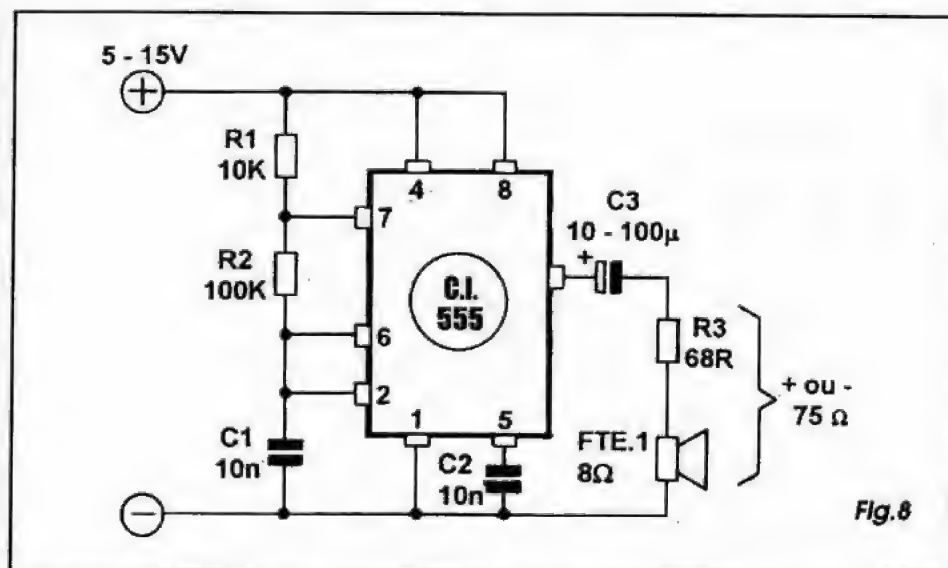 5 - 15V
+
R1
10K
R2
100K
C1
10n
4
8
7
6
2
1
5
C.I.
555
C2
10n
C3
10 - 100µ
+
R3
68R
FTE.1
8Ω
+ ou -
75 Ω
−
Fig.8